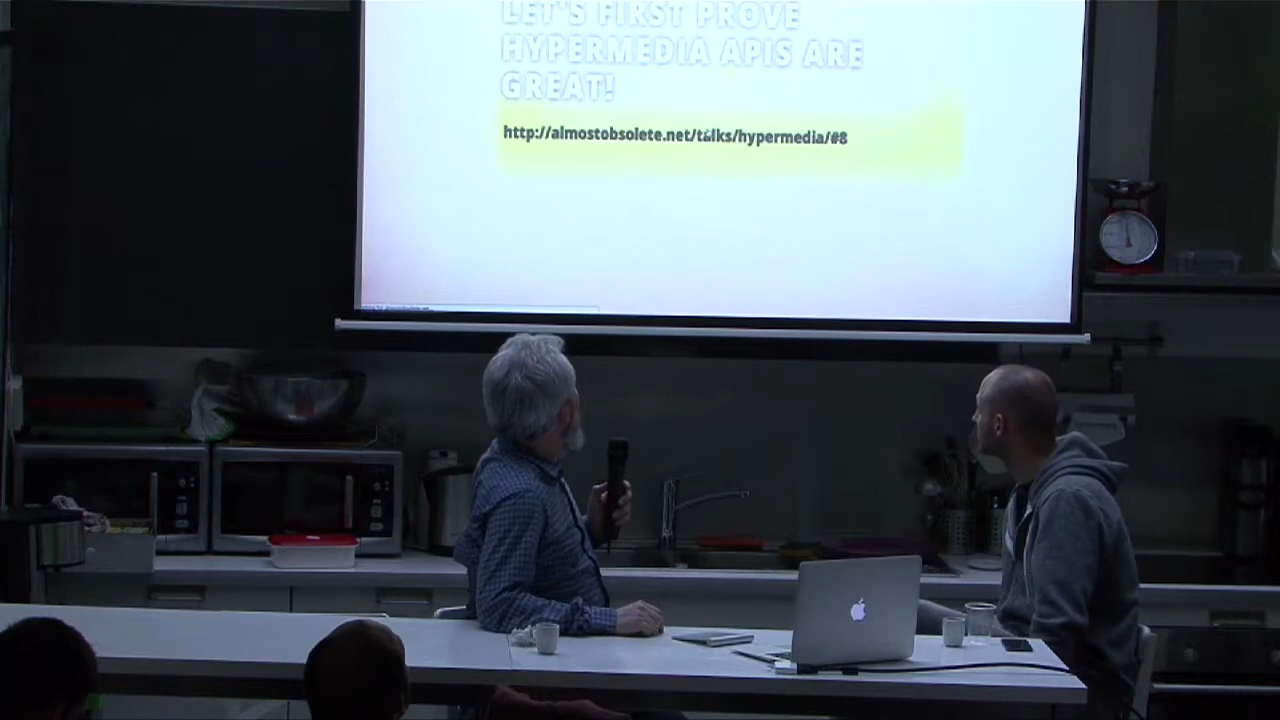 LET'S FIRST PROVE
HYPERMEDIA APIS ARE
GREAT!
http://almostobsolete.net/talks/hypermedia/#8